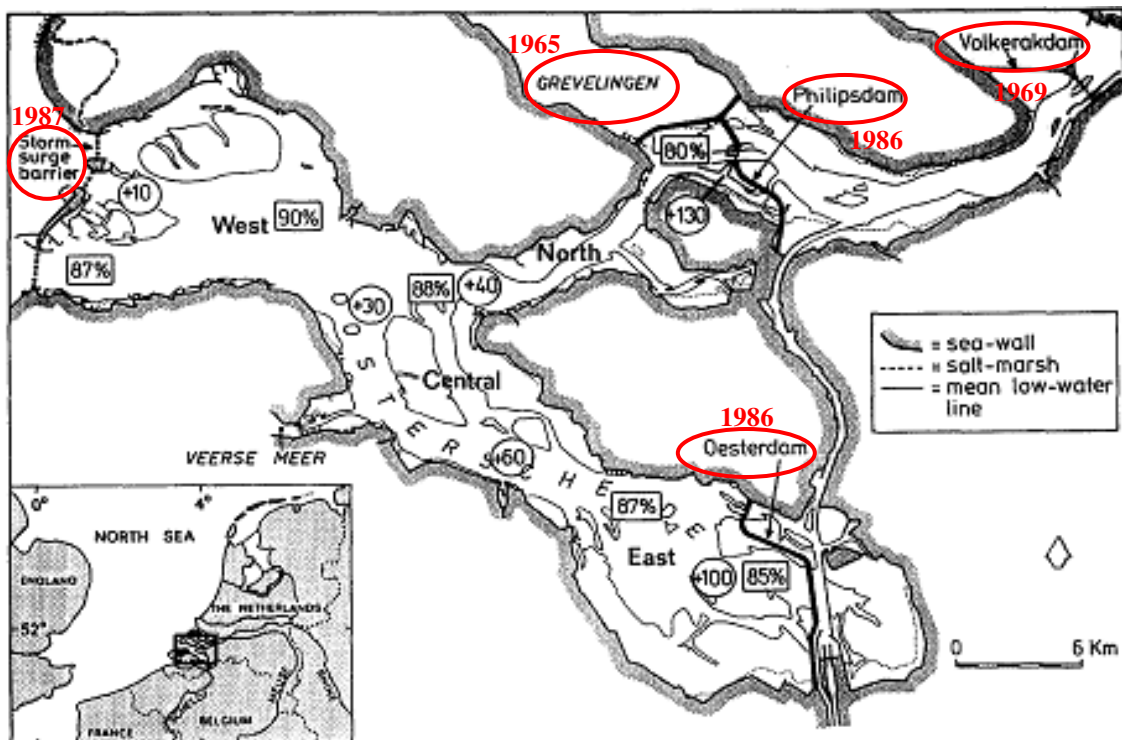 1965
GREVELINGEN
Volkerakdam
1969
Philipsdam
1986
1987
Storm
surge
barrier
+10
80%
+130
West
90%
North
87%
88%
+40
+30
Central
OSTERSCHELDE
= sea-wall
= salt-marsh
= mean low-water
line
1986
Oesterdam
+60
VEERSE MEER
87%
East
+100
85%
0 6 Km
0°
4°
NORTH SEA
ENGLAND
THE NETHERLANDS
52°
MEUSE
BELGIUM
FRANCE